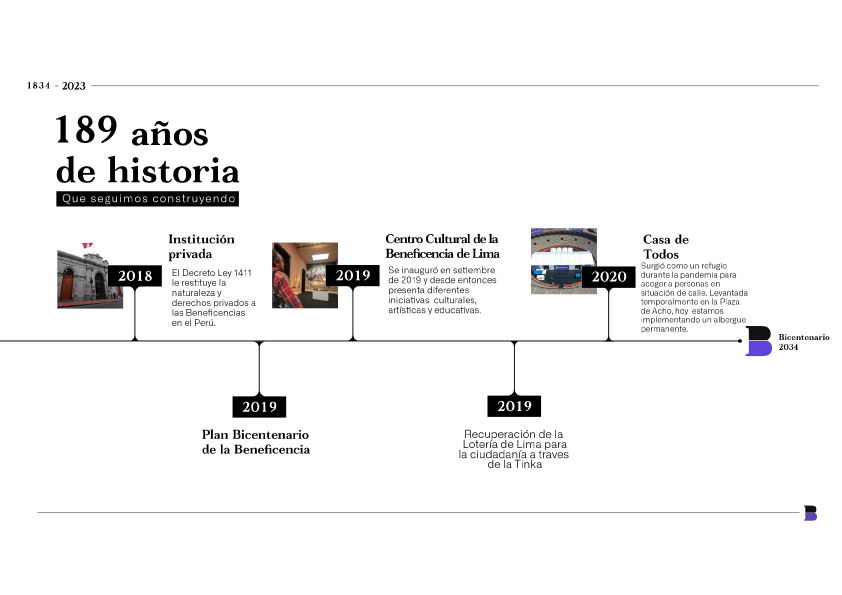 1834 - 2023
189 años
de historia
Que seguimos construyendo
2018
Institución
privada
El Decreto Ley 1411
le restituye la
naturaleza y
derechos privados a
las Beneficencias
en el Perú.
2019
Centro Cultural de la
Beneficencia de Lima
Se inauguró en setiembre
de 2019 y desde entonces
presenta diferentes
iniciativas culturales,
artísticas y educativas.
2020
Casa de
Todos
Surgió como un refugio
durante la pandemia para
acoger a personas en
situación de calle. Levantada
temporalmente en la Plaza
de Acho, hoy estamos
implementando un albergue
permanente.
Bicentenario
2034
2019
Plan Bicentenario
de la Beneficencia
2019
Recuperación de la
Lotería de Lima para
la ciudadanía a traves
de la Tinka